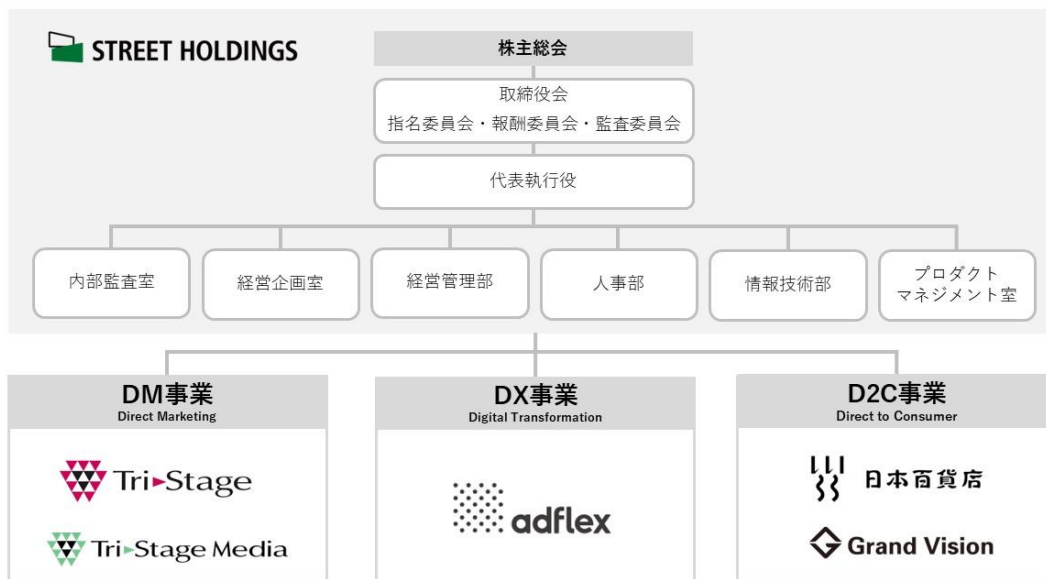 STREET HOLDINGS
株主総会
取締役会
指名委員会・報酬委員会・監査委員会
代表執行役
内部監査室
経営企画室
経営管理部
人事部
情報技術部
プロダクト
マネジメント室
DM事業
Direct Marketing
Tri-Stage
Tri-Stage Media
DX事業
Digital Transformation
adflex
D2C事業
Direct to Consumer
日本百貨店
Grand Vision